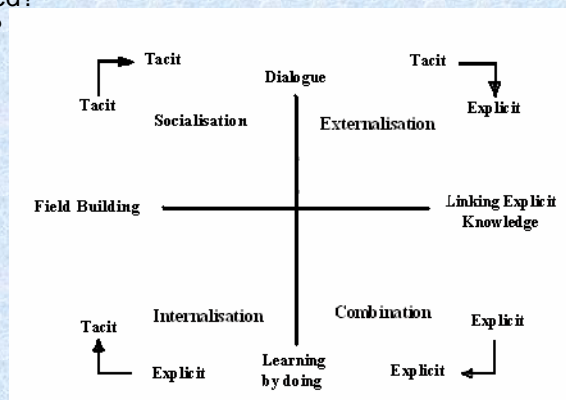 Tacit
Tacit
Dialogue
Tacit
Tacit
Explicit
Socialisation
Externalisation
Field Building
Linking Explicit
Knowledge
Internalisation
Combination
Tacit
Explicit
Explicit
Learning
by doing
Explicit